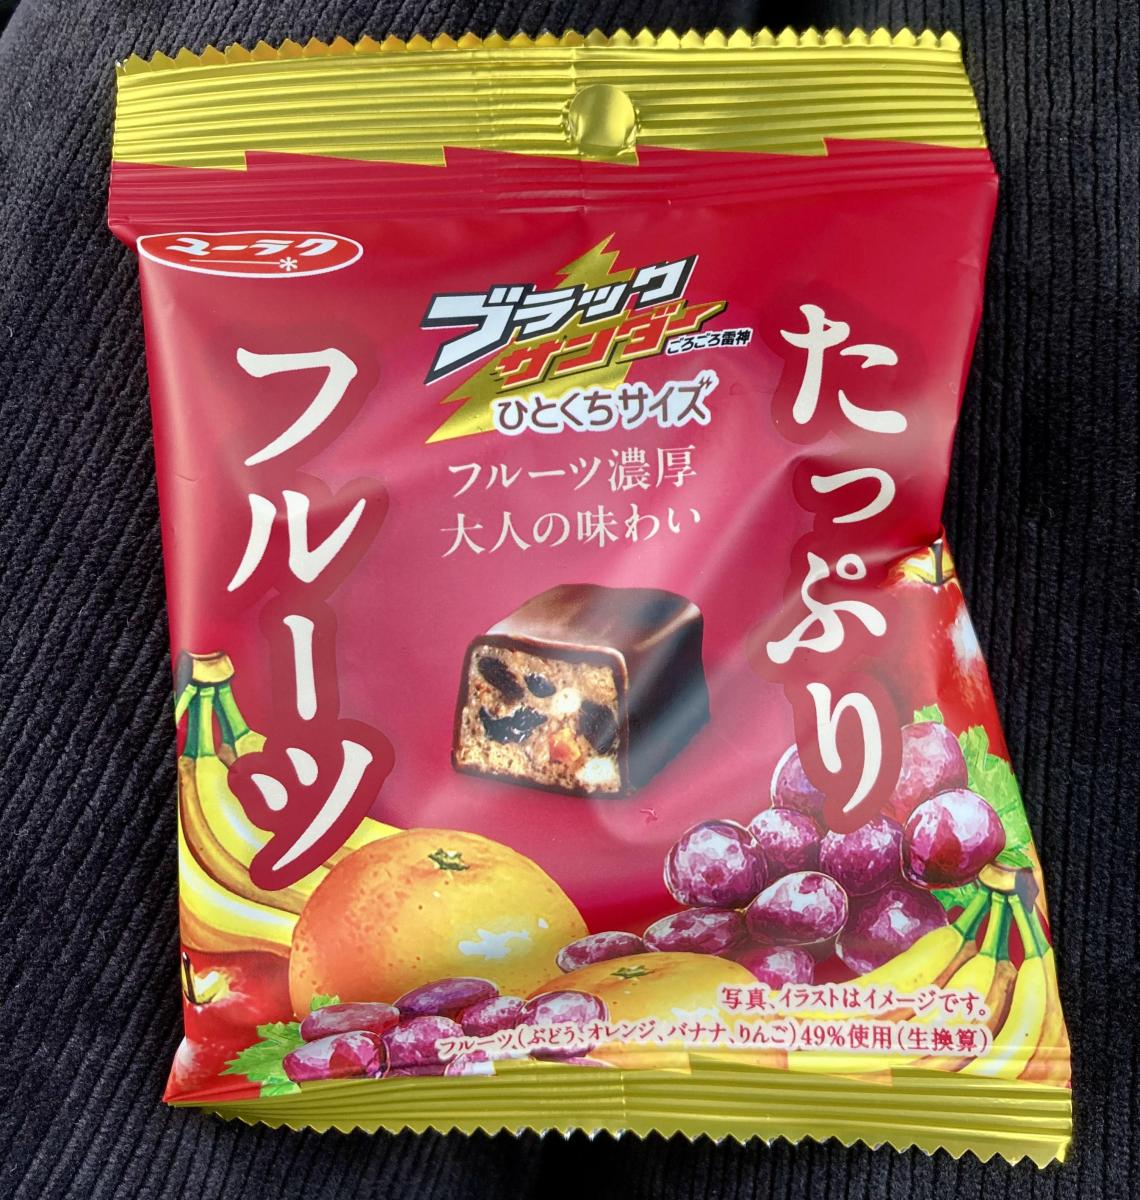 ユーラク
ブラック
サンダー
ごろごろ雷神
ひとくちサイズ
たっぷり
フルーツ
フルーツ濃厚
大人の味わい
写真、イラストはイメージです。
フルーツ(ぶどう、オレンジ、バナナ、りんご)49%使用(生換算)